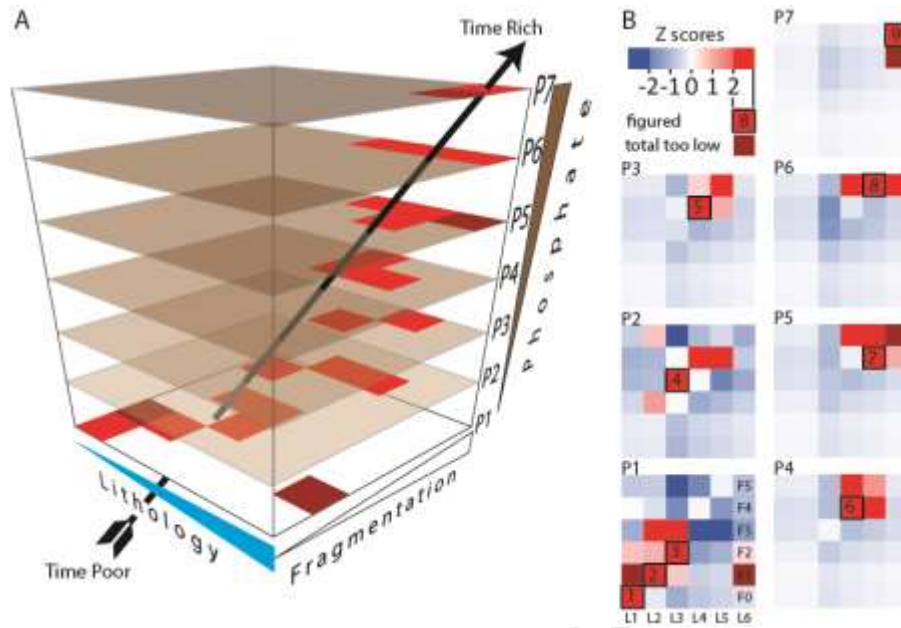 A
Time Rich
P7
P6
P5
P4
P3
P2
P1
Phosphate
Lithology
Fragmentation
Time Poor
B
Z scores
-2 -1 0 1 2
8
figured
total too low
P7
9
P3
5
P6
8
P2
4
P5
7
P1
F5
F4
F3
3 F2
2
1 F0
L1 L2 L3 L4 L5 L6
P4
6